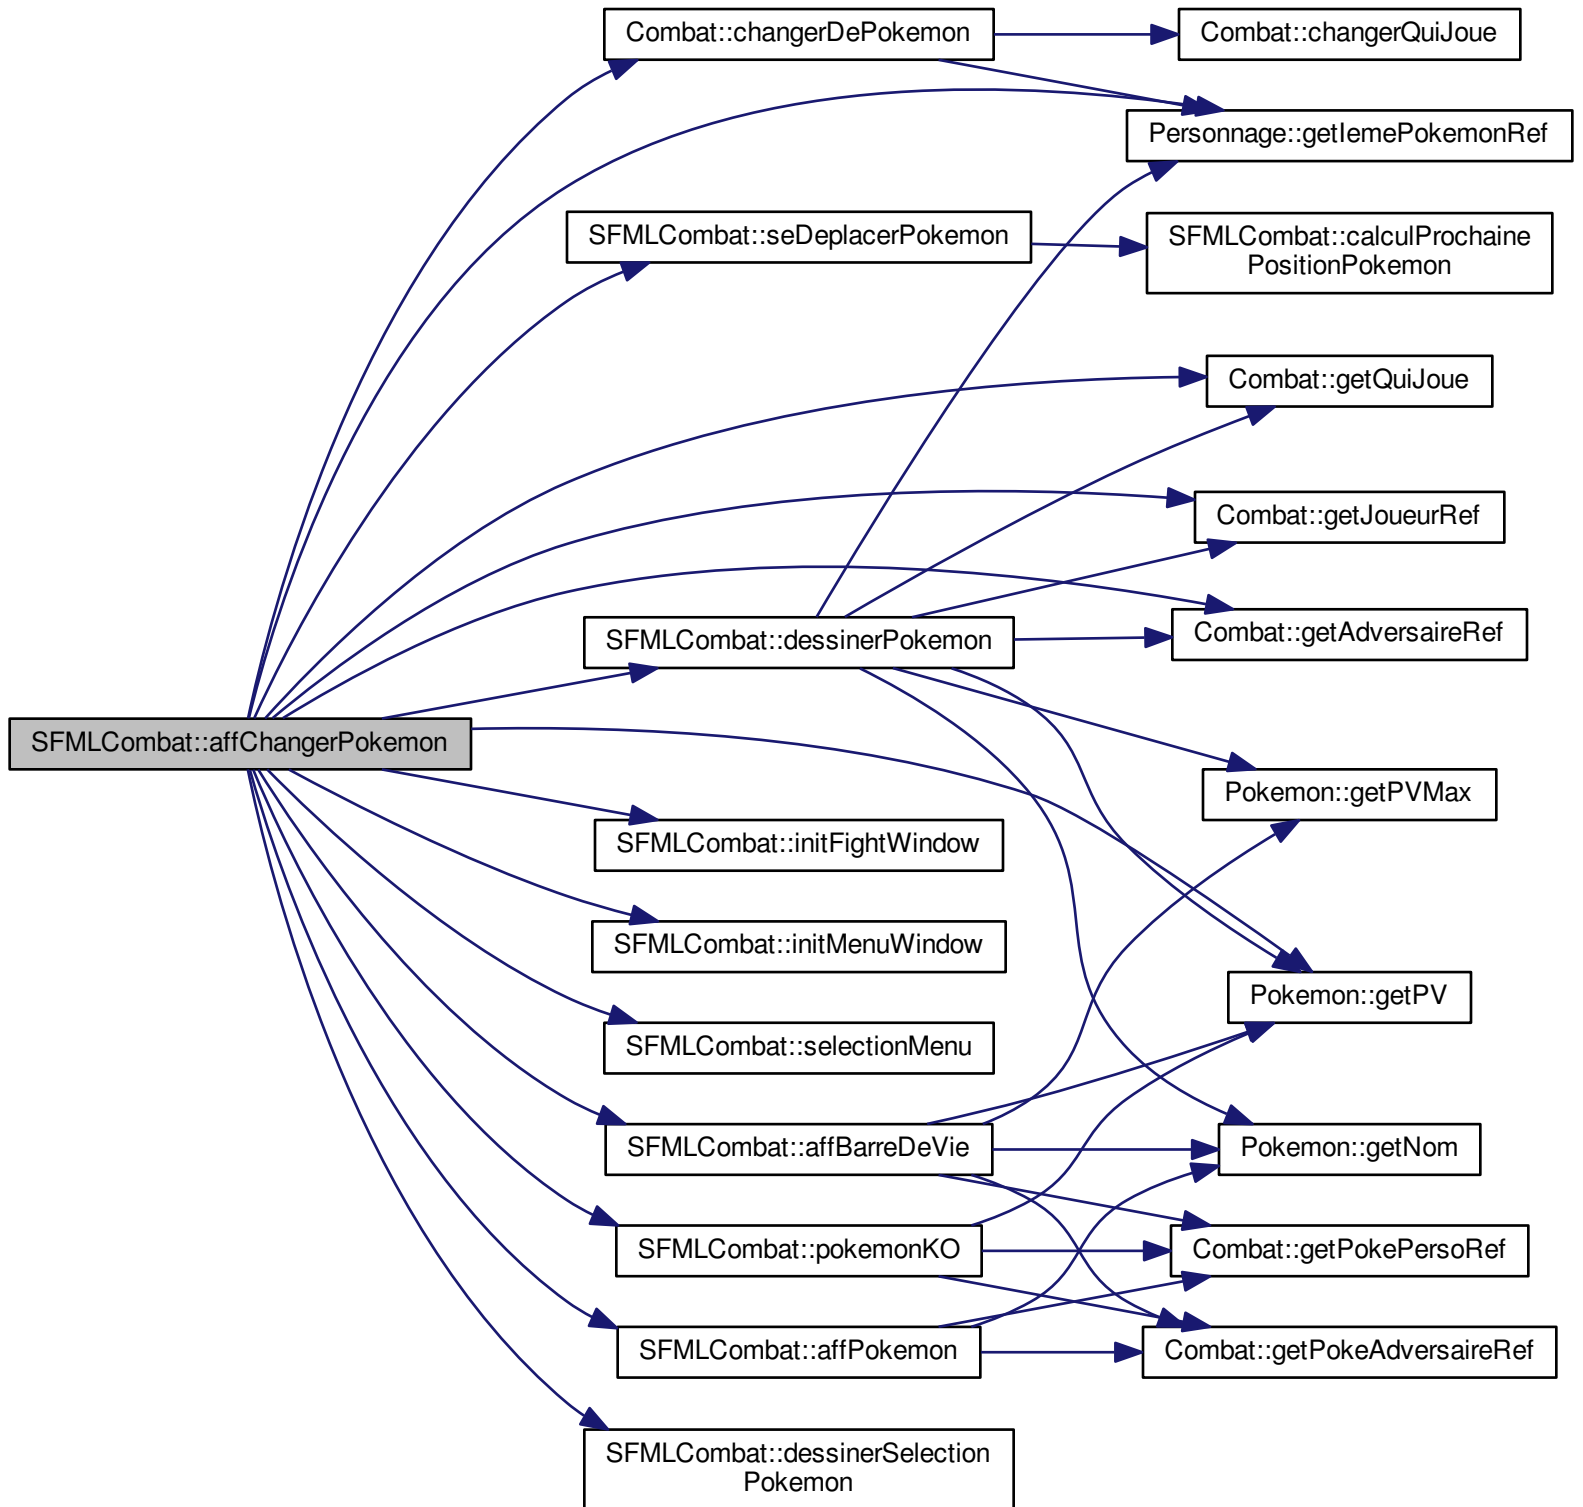 Combat::changerDePokemon
Combat::changerQuiJoue
Personnage::getIemePokemonRef
SFMLCombat::seDeplacerPokemon
SFMLCombat::calculProchaine
PositionPokemon
Combat::getQuiJoue
Combat::getJoueurRef
SFMLCombat::dessinerPokemon
Combat::getAdversaireRef
SFMLCombat::affChangerPokemon
Pokemon::getPVMax
SFMLCombat::initFightWindow
SFMLCombat::initMenuWindow
Pokemon::getPV
SFMLCombat::selectionMenu
SFMLCombat::affBarreDeVie
Pokemon::getNom
SFMLCombat::pokemonKO
Combat::getPokePersoRef
SFMLCombat::affPokemon
Combat::getPokeAdversaireRef
SFMLCombat::dessinerSelection
Pokemon